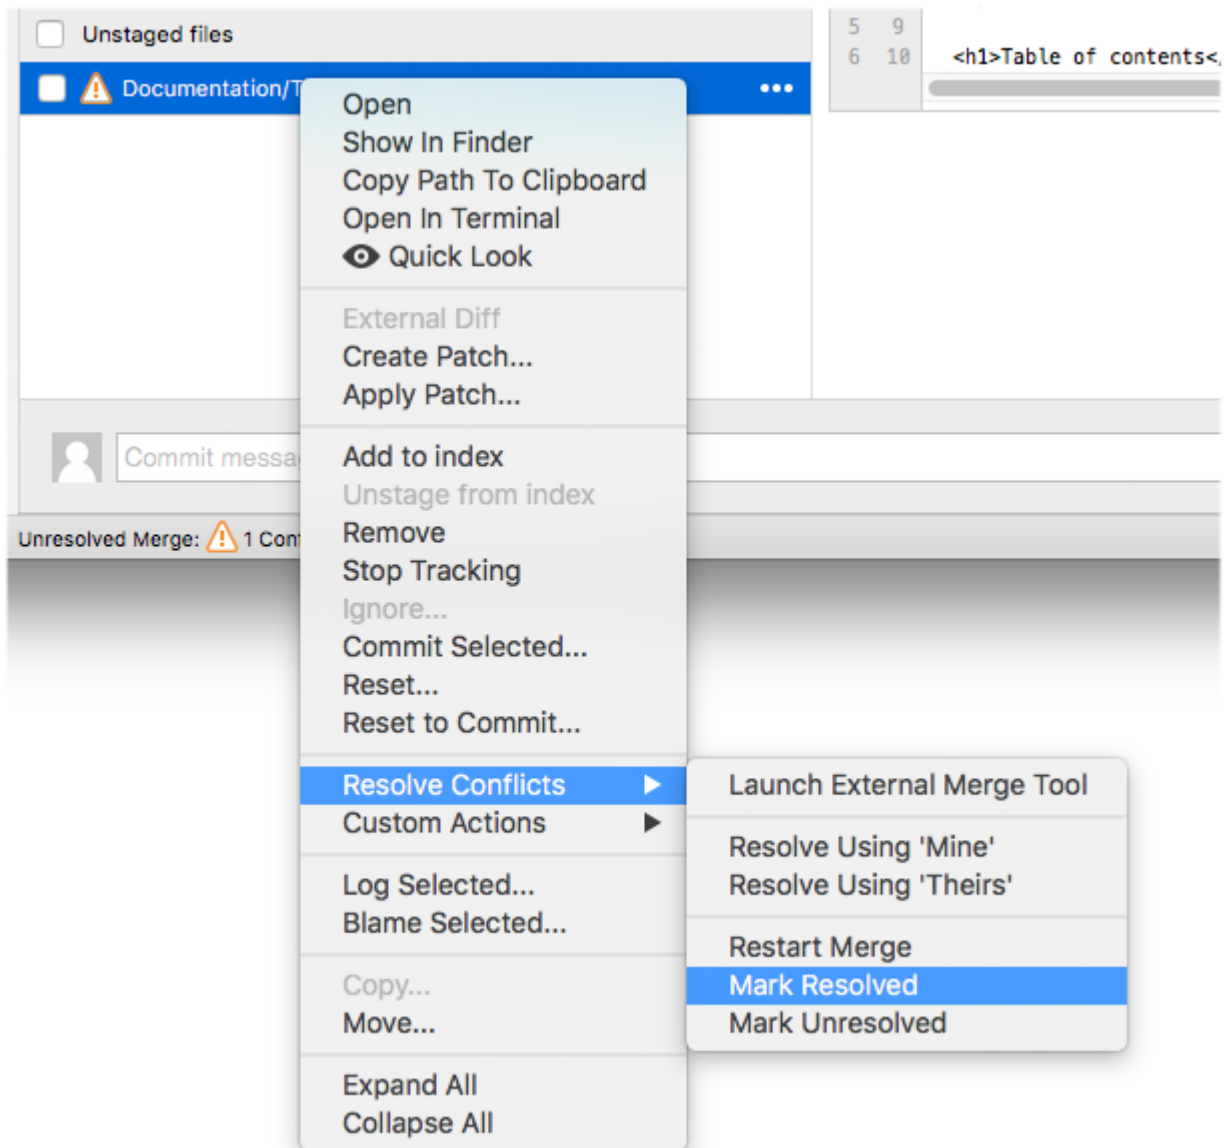 Unstaged files
5 9
6 10 <h1>Table of contents<
Documentation/T
Open
Show In Finder
Copy Path To Clipboard
Open In Terminal
Quick Look
External Diff
Create Patch...
Apply Patch...
Commit messa
Add to index
Unstage from index
Remove
Unresolved Merge: 1 Con
Stop Tracking
Ignore...
Commit Selected...
Reset...
Reset to Commit...
Resolve Conflicts
Custom Actions
Log Selected...
Blame Selected...
Copy...
Move...
Expand All
Collapse All
Launch External Merge Tool
Resolve Using 'Mine'
Resolve Using 'Theirs'
Restart Merge
Mark Resolved
Mark Unresolved